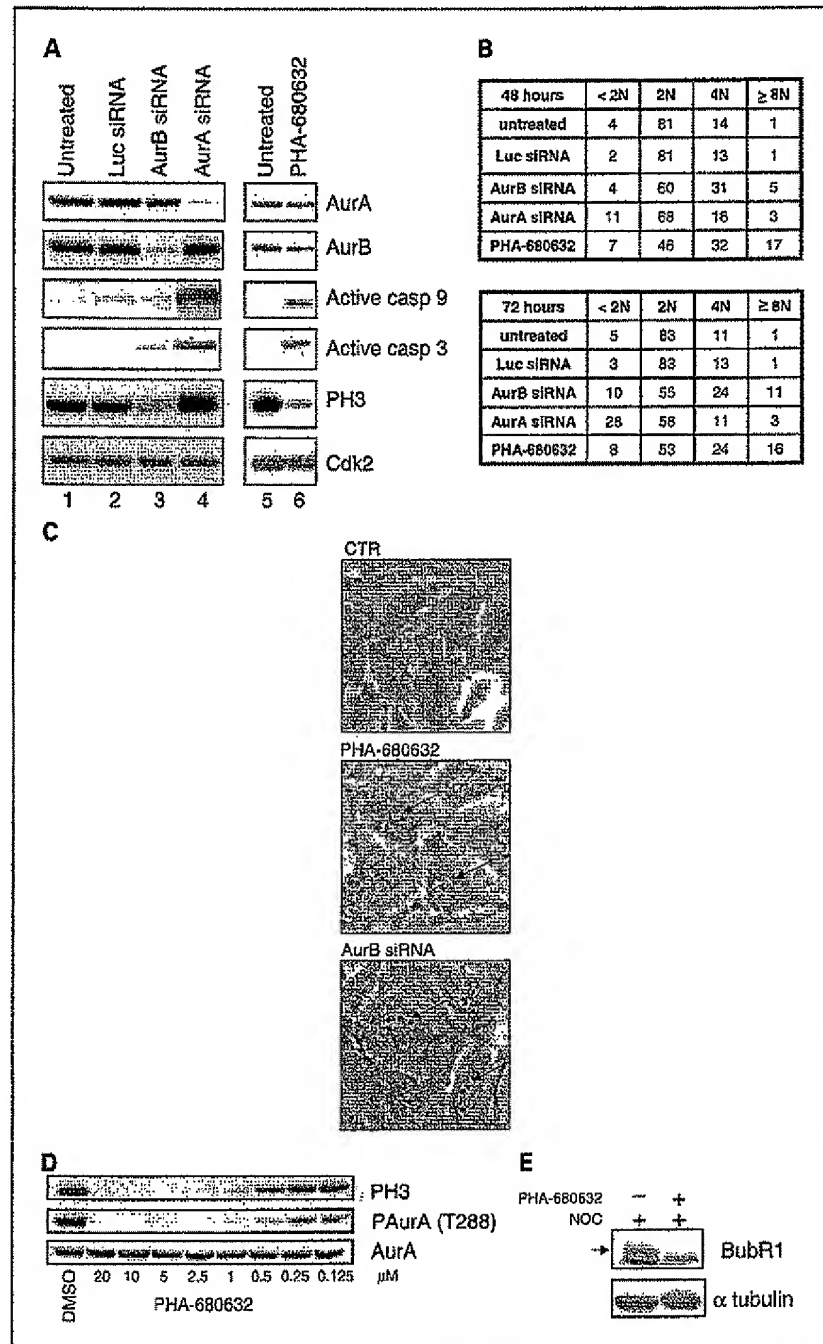 A
Untreated
Luc siRNA
AurB siRNA
AurA siRNA
Untreated
PHA-680632
AurA
AurB
Active casp 9
Active casp 3
PH3
Cdk2
1 2 3 4 5 6
B
48 hours < 2N 2N 4N ≥ 8N
untreated 4 81 14 1
Luc siRNA 2 81 13 1
AurB siRNA 4 60 31 5
AurA siRNA 11 68 18 3
PHA-680632 7 46 32 17
72 hours < 2N 2N 4N ≥ 8N
untreated 5 83 11 1
Luc siRNA 3 83 13 1
AurB siRNA 10 55 24 11
AurA siRNA 28 58 11 3
PHA-680632 8 53 24 16
C
CTR
PHA-680632
AurB siRNA
D
PH3
PAurA (T288)
AurA
DMSO 20 10 5 2.5 1 0.5 0.25 0.125 μM
PHA-680632
E
PHA-680632 − +
NOC + +
BubR1
α tubulin